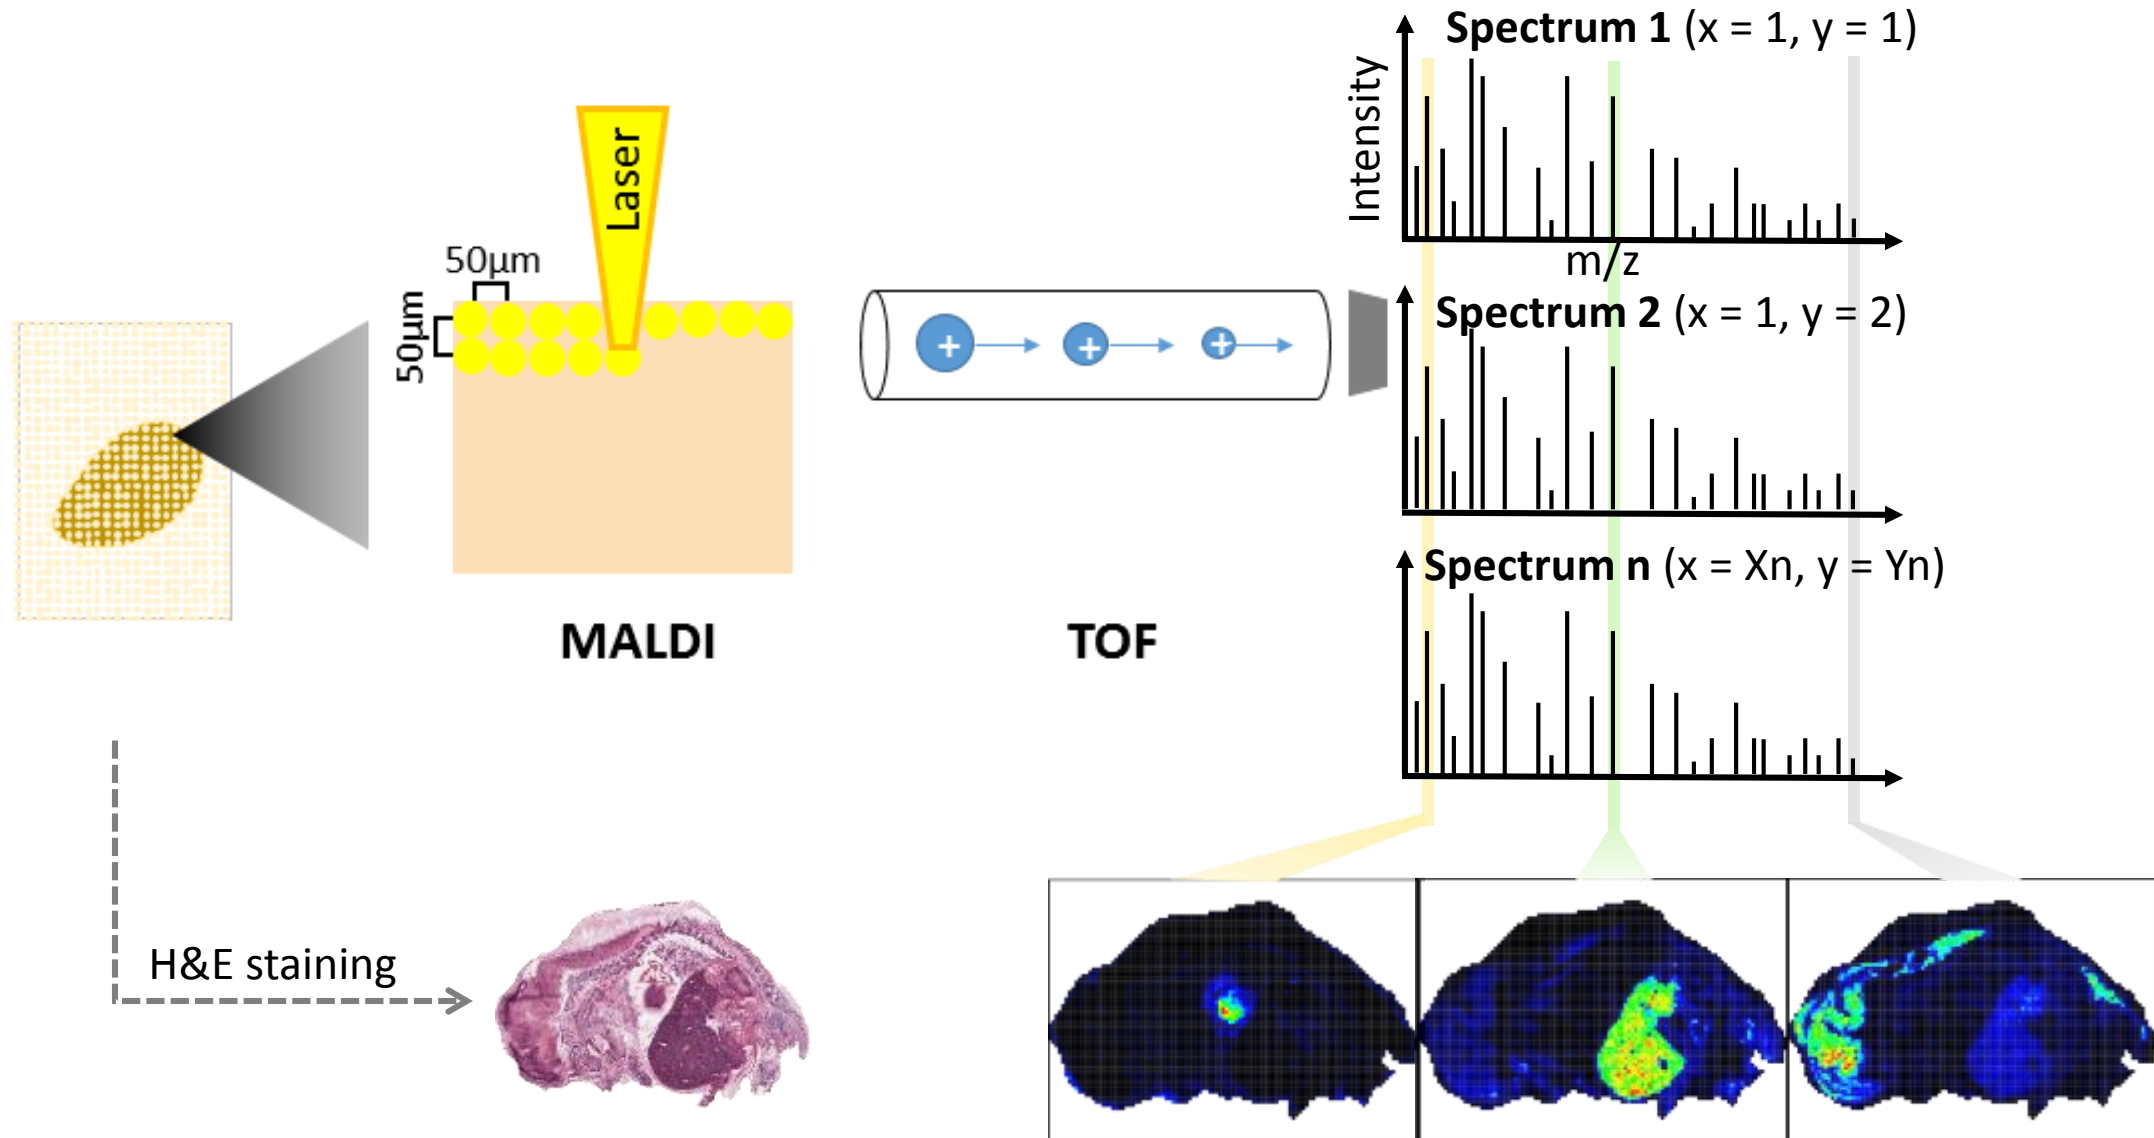 Spectrum 1 (x = 1, y = 1)
Intensity
m/z
Laser
50µm
50µm
Spectrum 2 (x = 1, y = 2)
Spectrum n (x = Xn, y = Yn)
MALDI
TOF
H&E staining
+
+
+